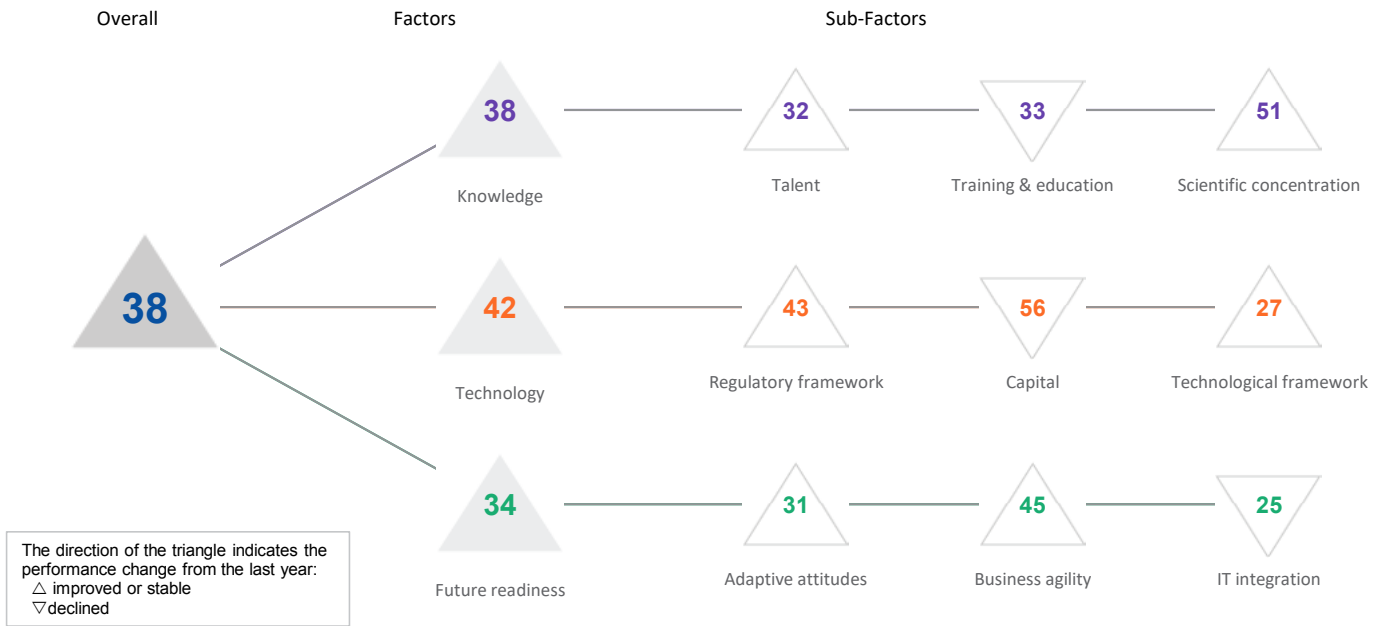 Overall
Factors
Sub-Factors
38
32
33
51
Knowledge
Talent
Training & education
Scientific concentration
38
42
43
56
27
Technology
Regulatory framework
Capital
Technological framework
34
31
45
25
Future readiness
Adaptive attitudes
Business agility
IT integration
The direction of the triangle indicates the
performance change from the last year:
△ improved or stable
▽declined